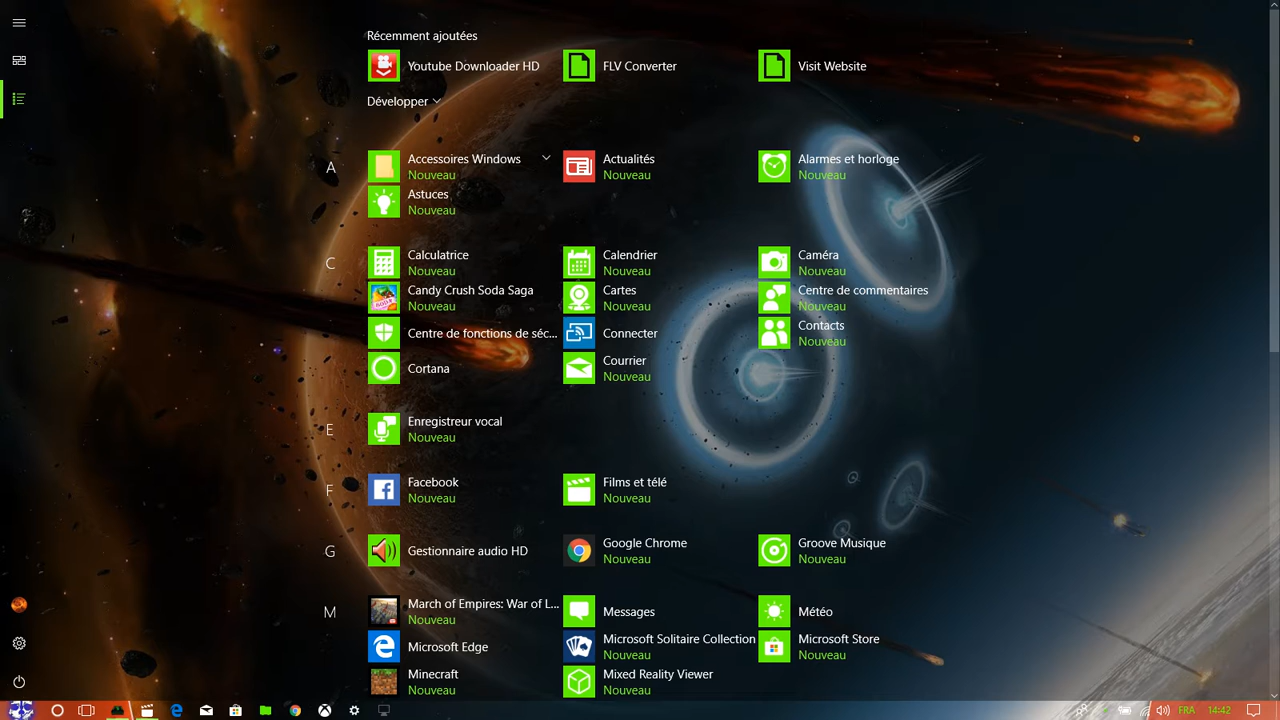 Récemment ajoutées
Youtube Downloader HD
FLV Converter
Visit Website
Développer
A
Accessoires Windows
Nouveau
Actualités
Nouveau
Alarmes et horloge
Nouveau
Astuces
Nouveau
C
Calculatrice
Nouveau
Calendrier
Nouveau
Caméra
Nouveau
Candy Crush Soda Saga
Nouveau
Cartes
Nouveau
Centre de commentaires
Nouveau
Centre de fonctions de séc...
Connecter
Contacts
Nouveau
Cortana
Courrier
Nouveau
E
Enregistreur vocal
Nouveau
F
Facebook
Nouveau
Films et télé
Nouveau
G
Gestionnaire audio HD
Google Chrome
Nouveau
Groove Musique
Nouveau
M
March of Empires: War of L...
Nouveau
Messages
Météo
Microsoft Edge
Microsoft Solitaire Collection
Nouveau
Microsoft Store
Nouveau
Minecraft
Nouveau
Mixed Reality Viewer
Nouveau
FRA
14:42